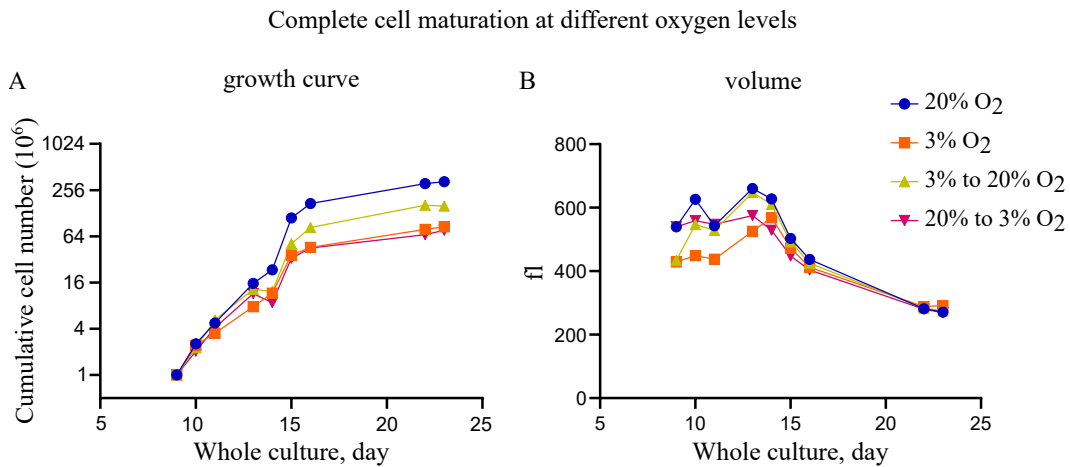 Complete cell maturation at different oxygen levels
A
growth curve
Cumulative cell number (10⁶)
1024
256
64
16
4
1
5
10
15
20
25
Whole culture, day
B
volume
fl
800
600
400
200
0
5
10
15
20
25
Whole culture, day
20% O₂
3% O₂
3% to 20% O₂
20% to 3% O₂